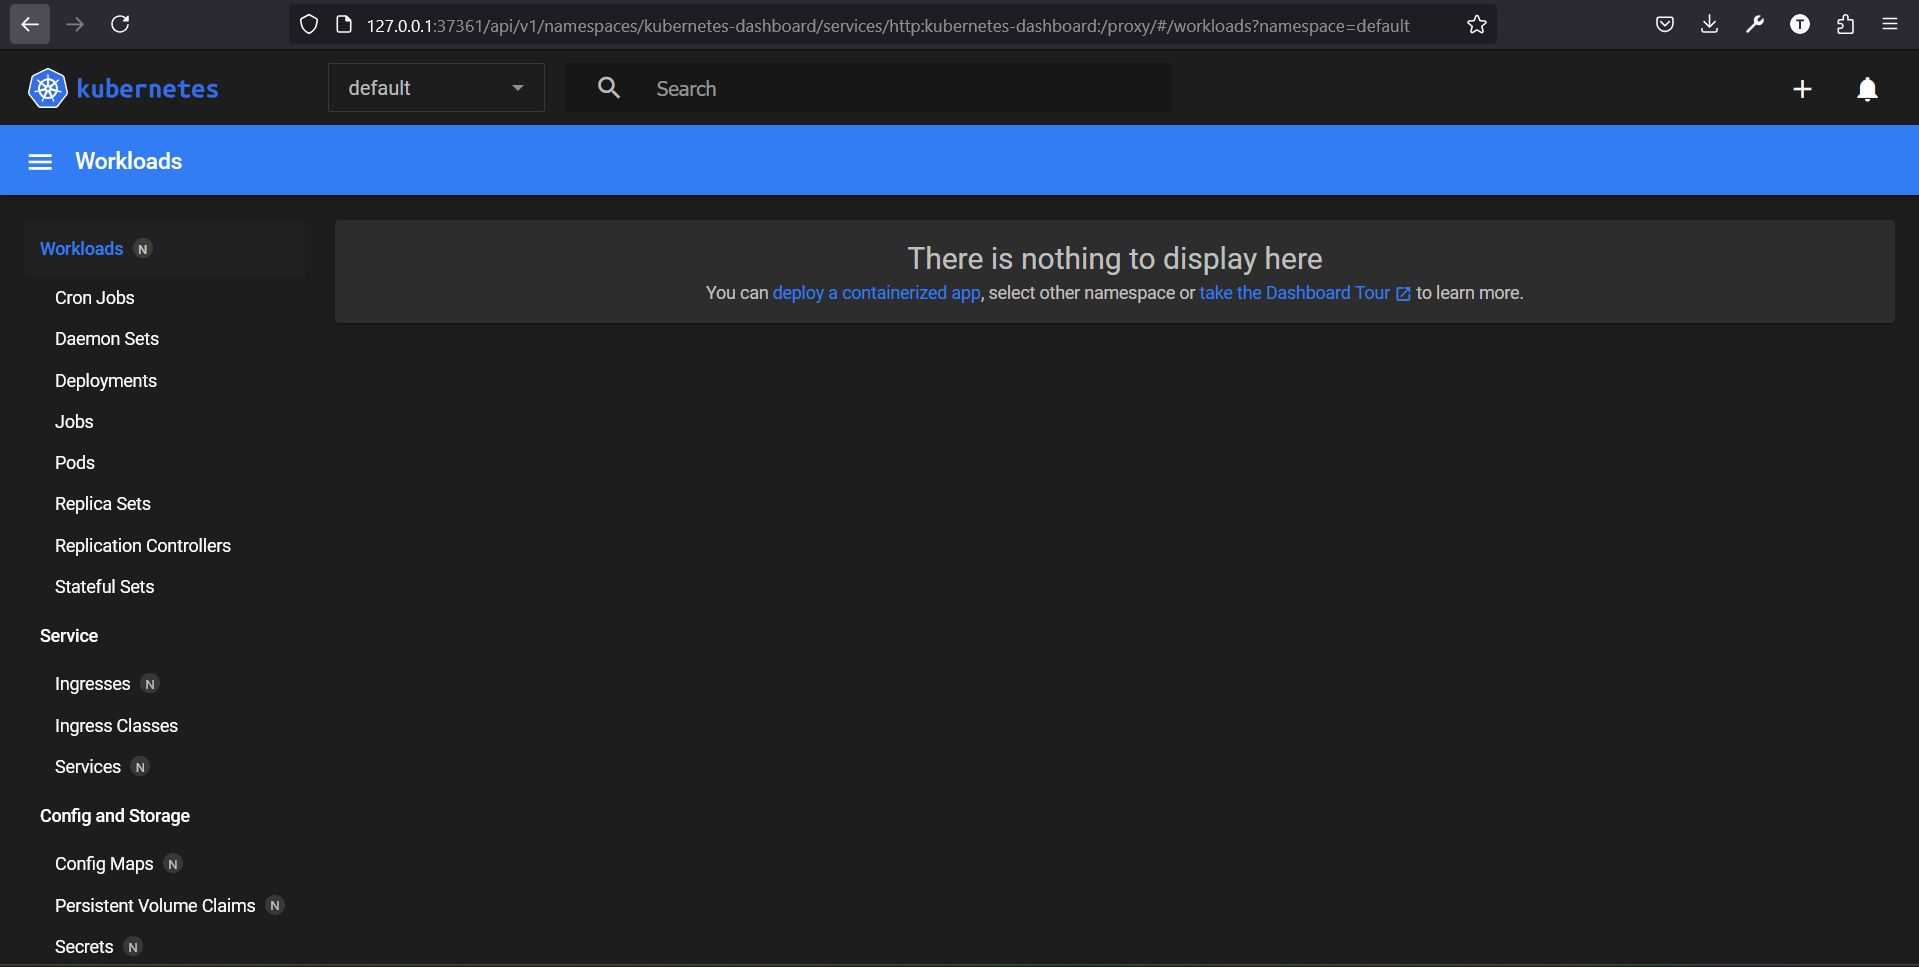 127.0.0.1:37361/api/v1/namespaces/kubernetes-dashboard/services/http:kubernetes-dashboard:/proxy/#/workloads?namespace=default
T
kubernetes
default
Search
Workloads
Workloads N
There is nothing to display here
You can deploy a containerized app, select other namespace or take the Dashboard Tour to learn more.
Cron Jobs
Daemon Sets
Deployments
Jobs
Pods
Replica Sets
Replication Controllers
Stateful Sets
Service
Ingresses N
Ingress Classes
Services N
Config and Storage
Config Maps N
Persistent Volume Claims N
Secrets N